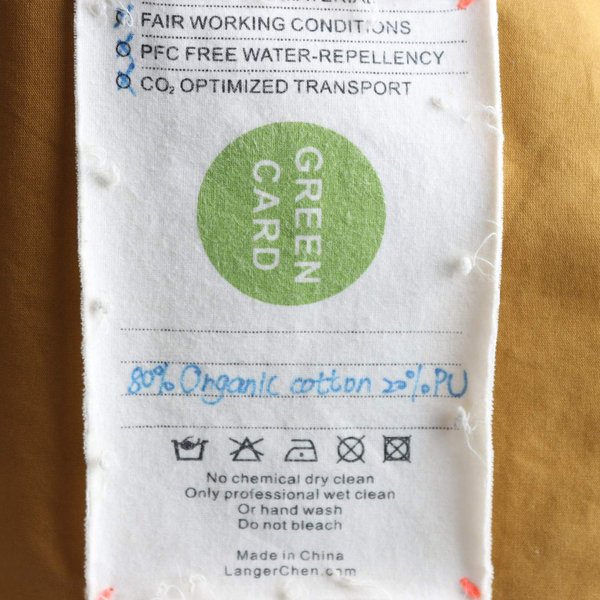 MATERIAL
FAIR WORKING CONDITIONS
PFC FREE WATER-REPELLENCY
CO₂ OPTIMIZED TRANSPORT
GREEN
CARD
80% Organic cotton 20% PU
No chemical dry clean
Only professional wet clean
Or hand wash
Do not bleach
Made in China
LangerChen.com